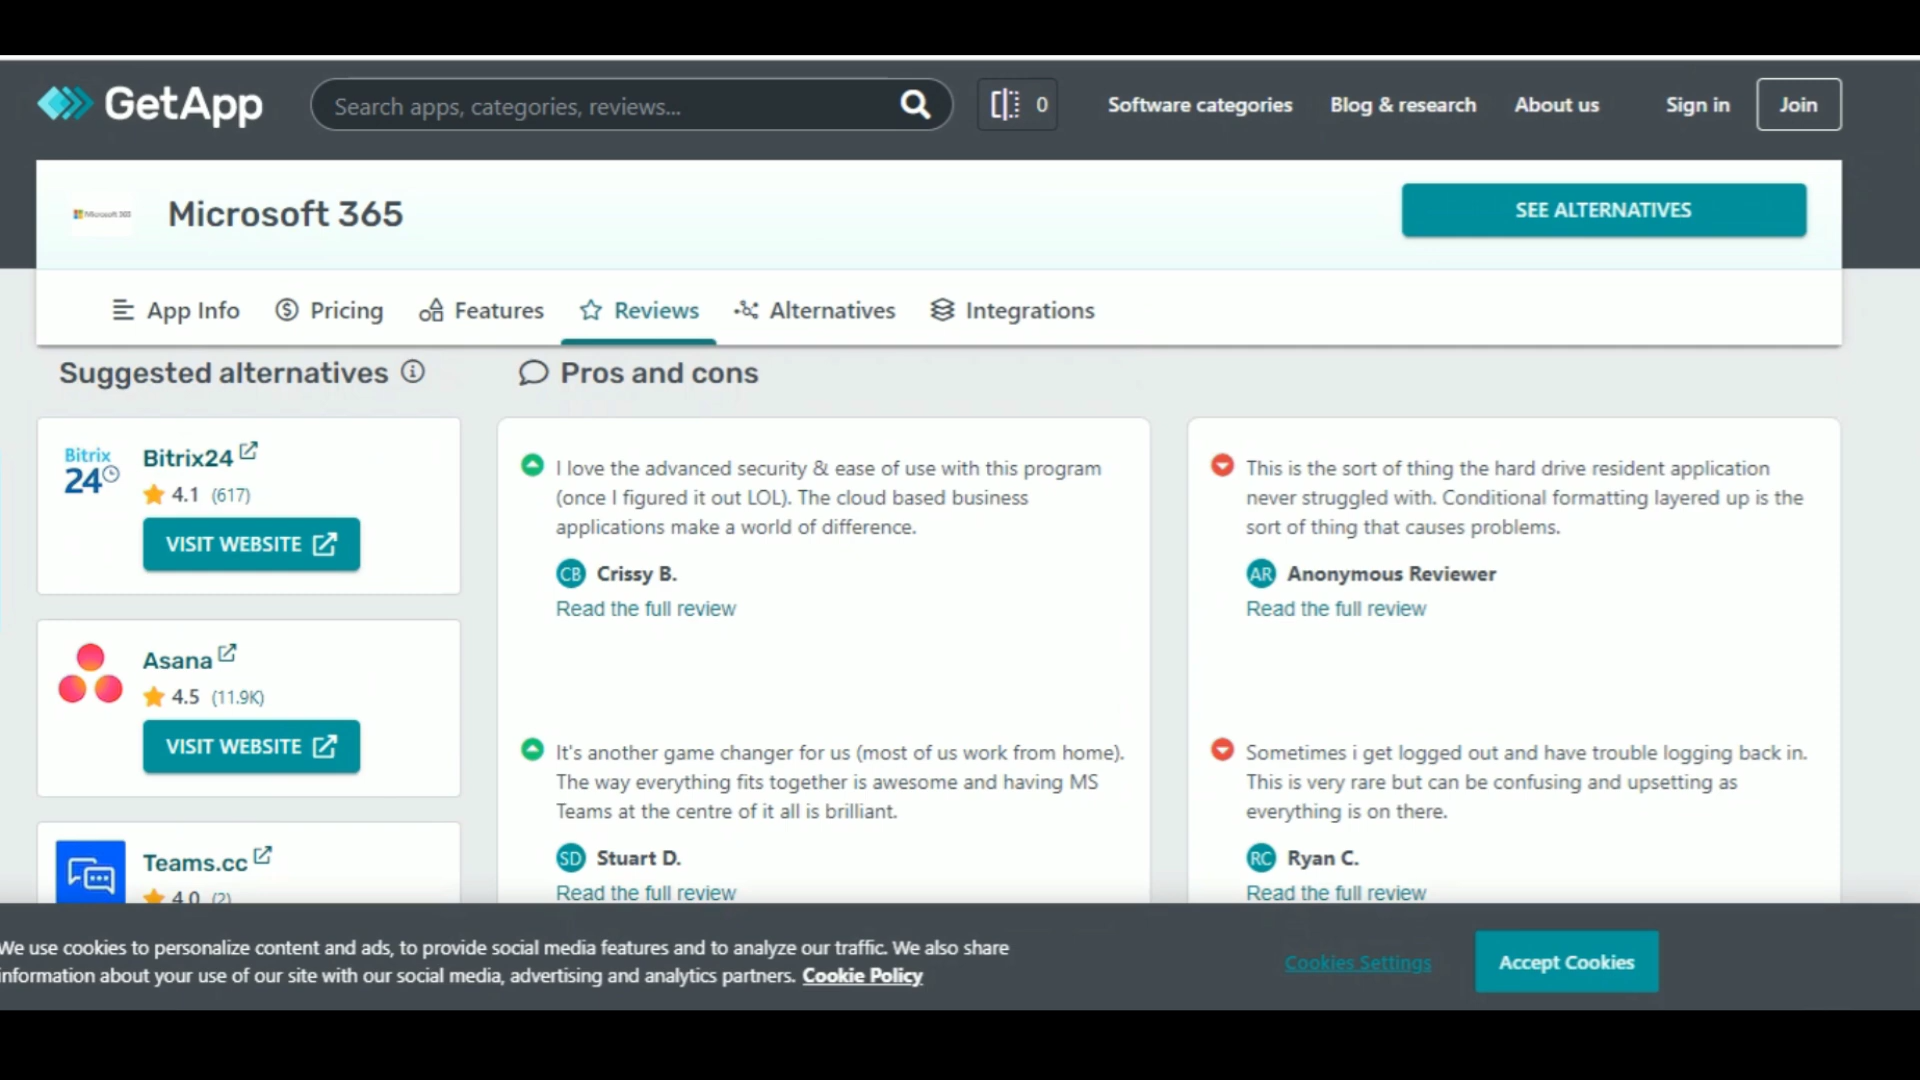 GetApp
Search apps, categories, reviews...
0
Software categories
Blog & research
About us
Sign in
Join
Microsoft 365
Microsoft 365
SEE ALTERNATIVES
App Info
Pricing
Features
Reviews
Alternatives
Integrations
Suggested alternatives
Bitrix 24
Bitrix24
4.1 (617)
VISIT WEBSITE
Asana
4.5 (11.9K)
VISIT WEBSITE
Teams.cc
4.0 (2)
Pros and cons
I love the advanced security & ease of use with this program
(once I figured it out LOL). The cloud based business
applications make a world of difference.
CB Crissy B.
Read the full review
It's another game changer for us (most of us work from home).
The way everything fits together is awesome and having MS
Teams at the centre of it all is brilliant.
SD Stuart D.
Read the full review
This is the sort of thing the hard drive resident application
never struggled with. Conditional formatting layered up is the
sort of thing that causes problems.
AR Anonymous Reviewer
Read the full review
Sometimes i get logged out and have trouble logging back in.
This is very rare but can be confusing and upsetting as
everything is on there.
RC Ryan C.
Read the full review
We use cookies to personalize content and ads, to provide social media features and to analyze our traffic. We also share
information about your use of our site with our social media, advertising and analytics partners. Cookie Policy
Cookies Settings
Accept Cookies